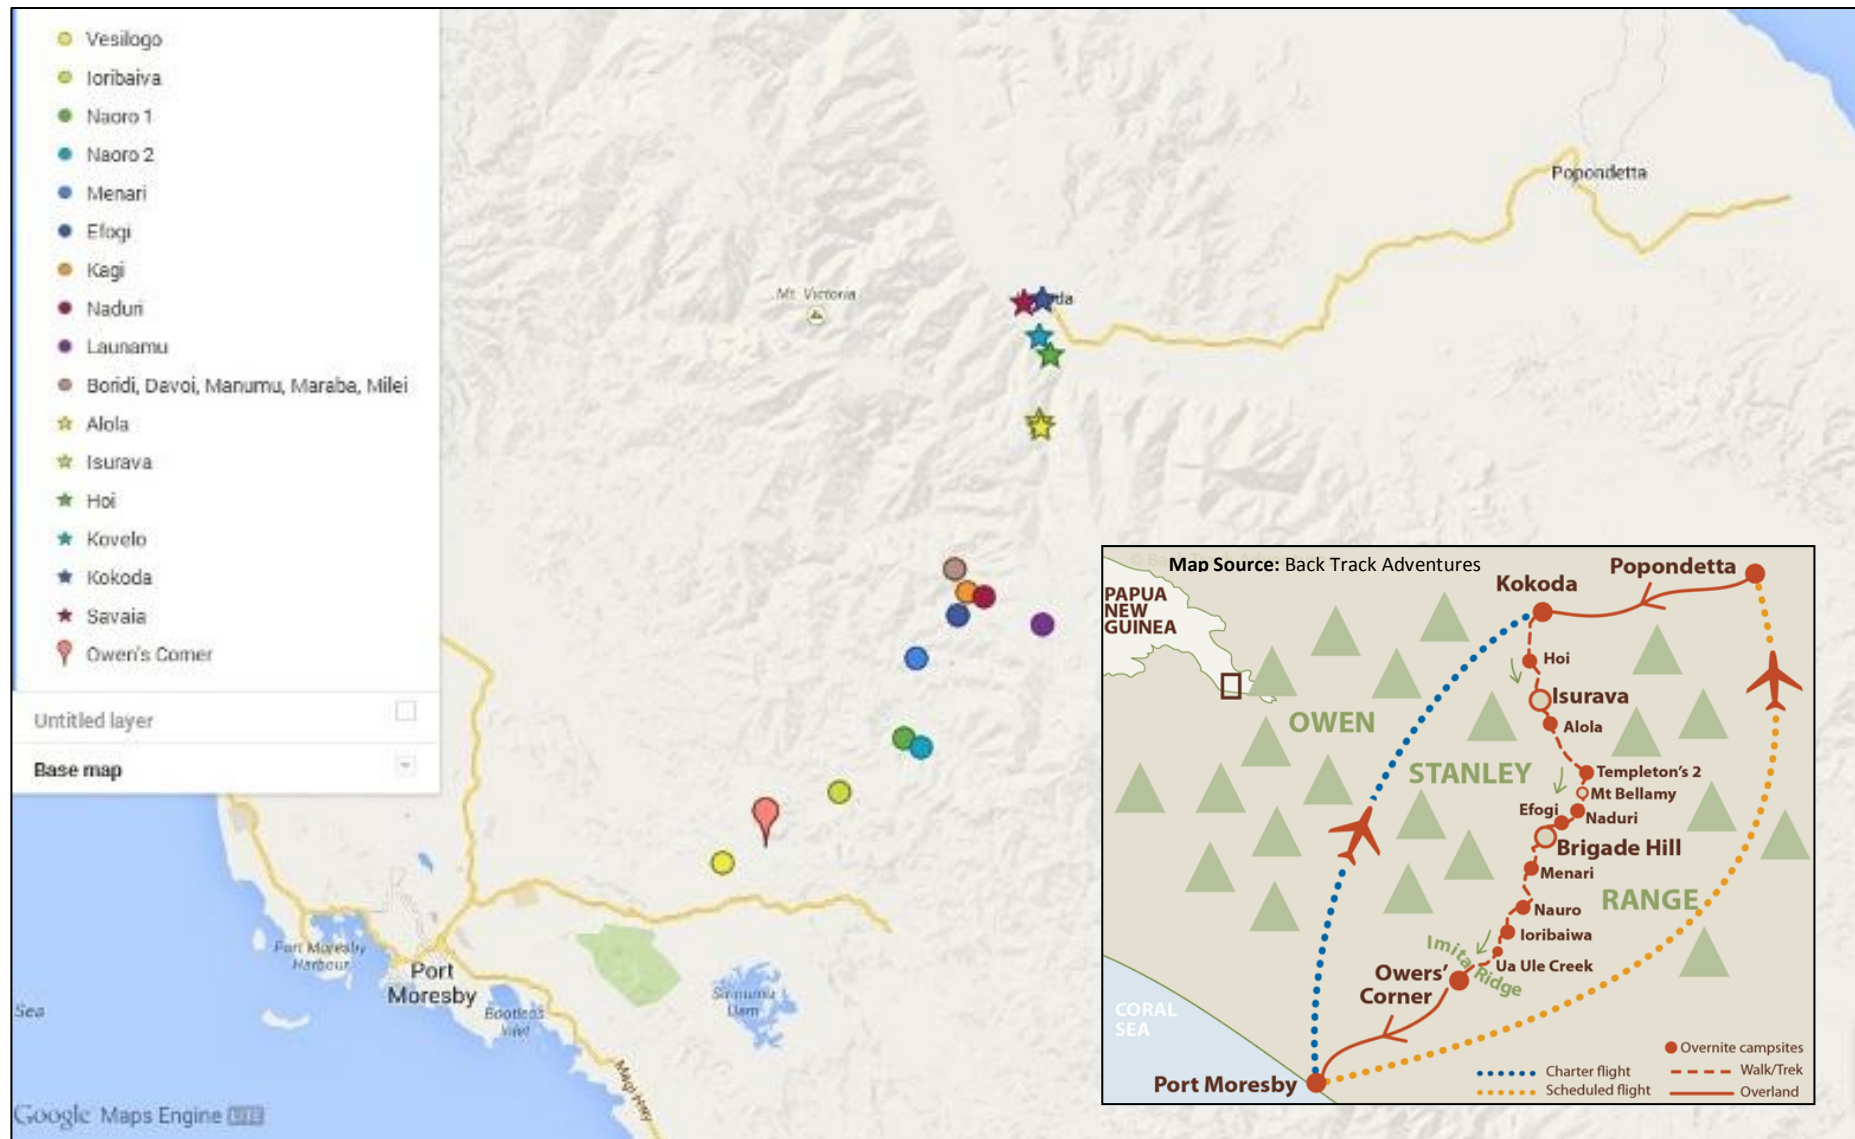 Vesilogo
Ioribaiva
Naoro 1
Naoro 2
Menari
Efogi
Kagi
Naduri
Launamu
Boridi, Davoi, Manumu, Maraba, Milei
Alola
Isurava
Hoi
Kovelo
Kokoda
Savaia
Owen's Corner
Untitled layer
Base map
Popondetta
Mt. Victoria
da
Port Moresby
Harbour
Port
Moresby
Bootless
Inlet
Sirinumu
Dam
Magi Hwy
Sea
Google Maps Engine
Map Source: Back Track Adventures
PAPUA
NEW
GUINEA
Kokoda
Popondetta
Hoi
Isurava
Alola
OWEN
STANLEY
RANGE
Templeton's 2
Mt Bellamy
Efogi
Naduri
Brigade Hill
Menari
Nauro
Ioribaiwa
Imita Ridge
Ua Ule Creek
Owers'
Corner
CORAL
SEA
Port Moresby
Overnite campsites
Charter flight
Walk/Trek
Scheduled flight
Overland